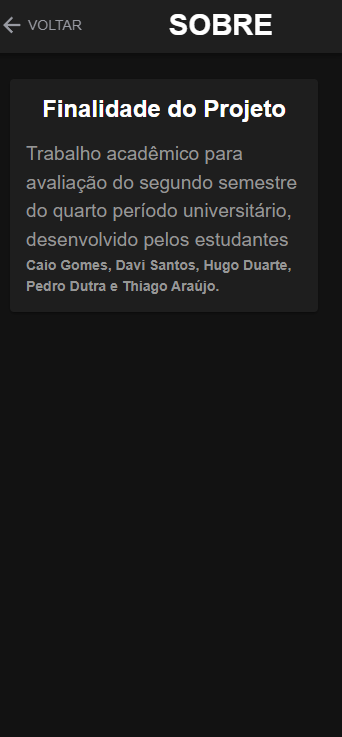 VOLTAR SOBRE
Finalidade do Projeto
Trabalho acadêmico para
avaliação do segundo semestre
do quarto período universitário,
desenvolvido pelos estudantes
Caio Gomes, Davi Santos, Hugo Duarte,
Pedro Dutra e Thiago Araújo.